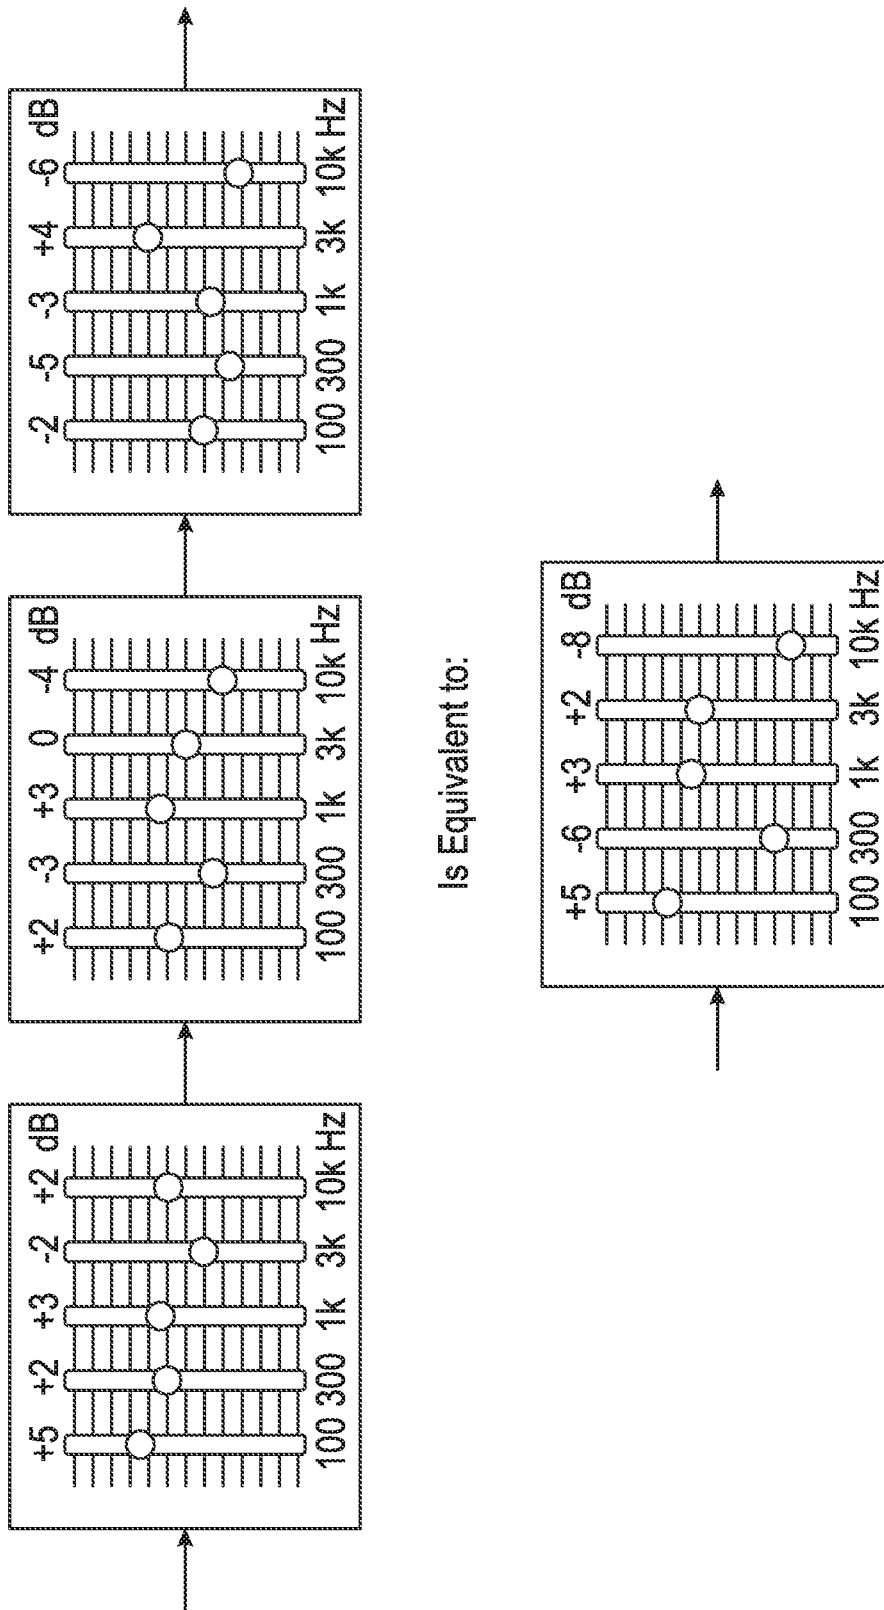 +5 +2 +3 -2 +2 dB
100 300 1k 3k 10k Hz
+2 -3 +3 0 -4 dB
100 300 1k 3k 10k Hz
-2 -5 -3 +4 -6 dB
100 300 1k 3k 10k Hz
Is Equivalent to:
+5 -6 +3 +2 -8 dB
100 300 1k 3k 10k Hz